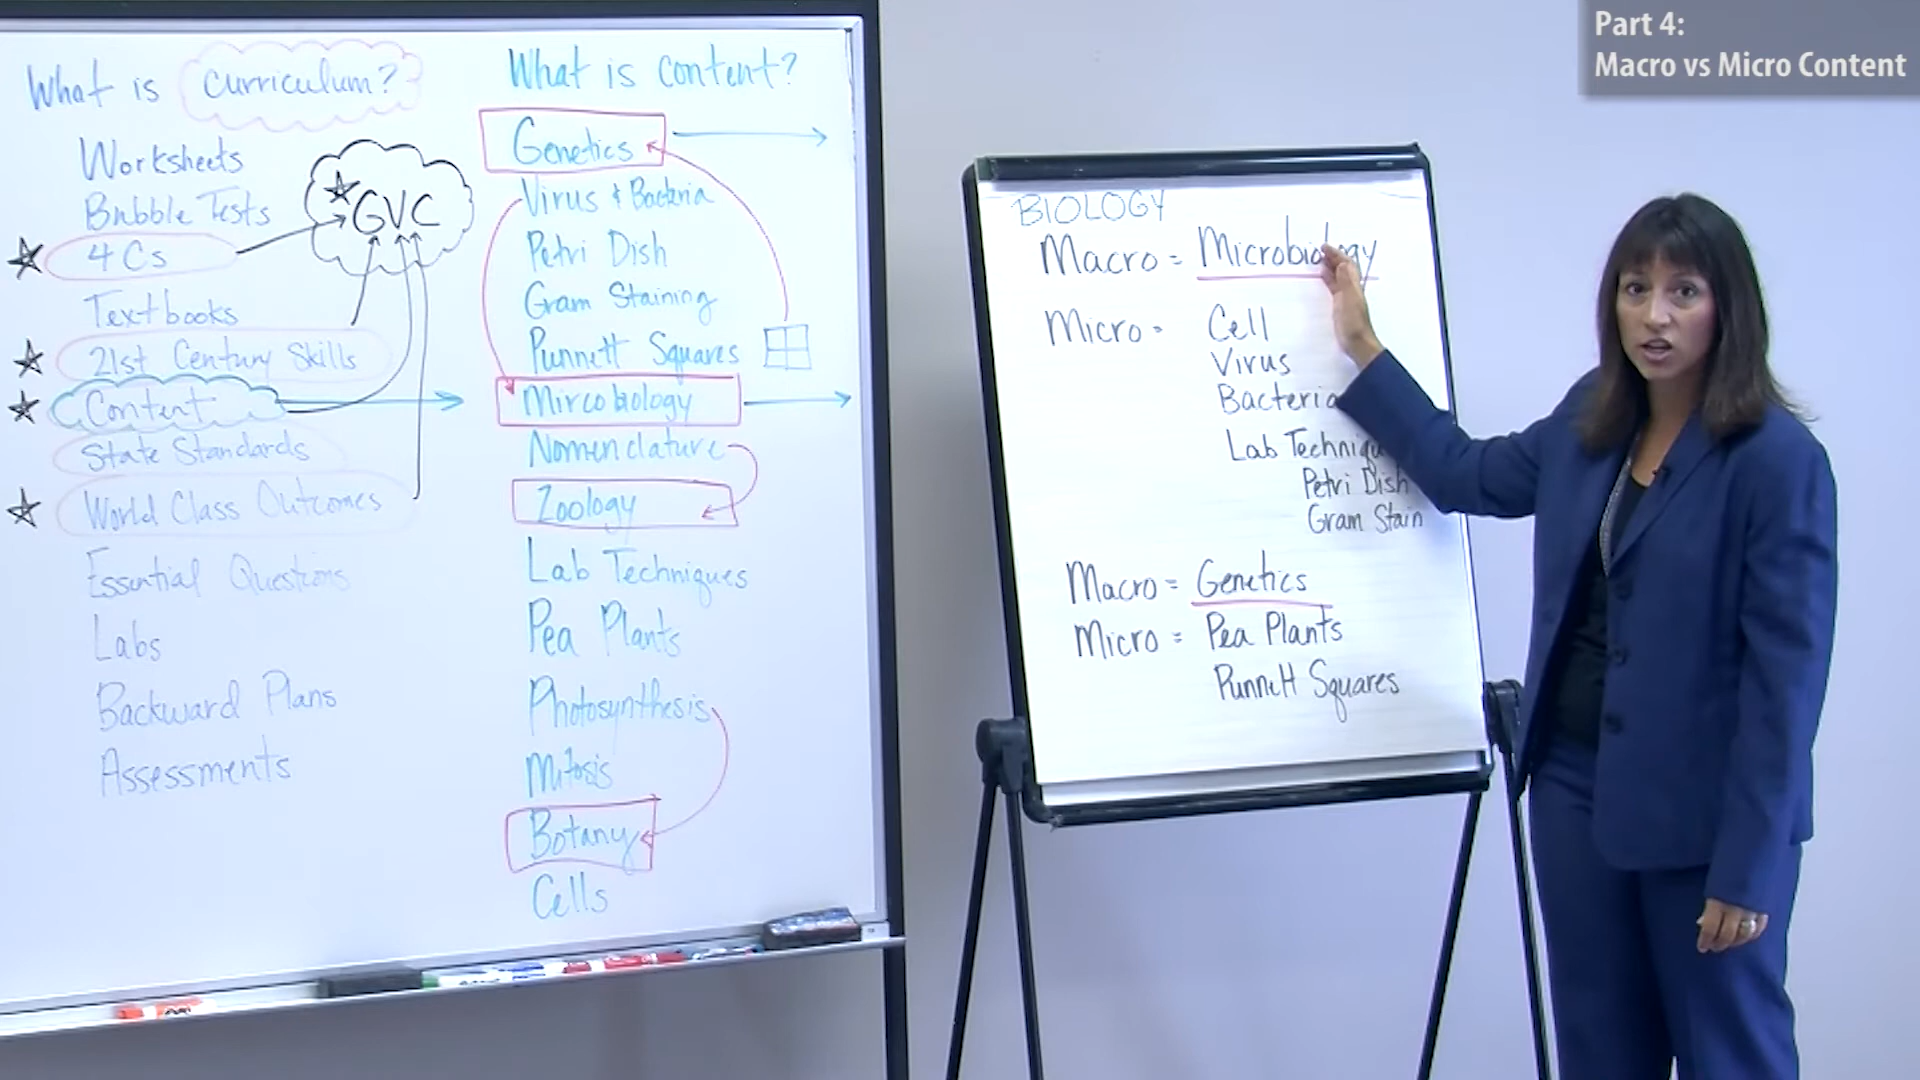 Part 4:
Macro vs Micro Content
What is curriculum?
Worksheets
Bubble Tests
4 Cs
Textbooks
21st Century Skills
Content
State Standards
World Class Outcomes
Essential Questions
Labs
Backward Plans
Assessments
GVC
What is content?
Genetics
Virus & Bacteria
Petri Dish
Gram Staining
Punnett Squares
Mircobiology
Nomenclature
Zoology
Lab Techniques
Pea Plants
Photosynthesis
Mitosis
Botany
Cells
BIOLOGY
Macro = Microbiology
Micro = Cell
Virus
Bacteria
Lab Techniqu
Petri Dish
Gram Stain
Macro = Genetics
Micro = Pea Plants
Punnett Squares